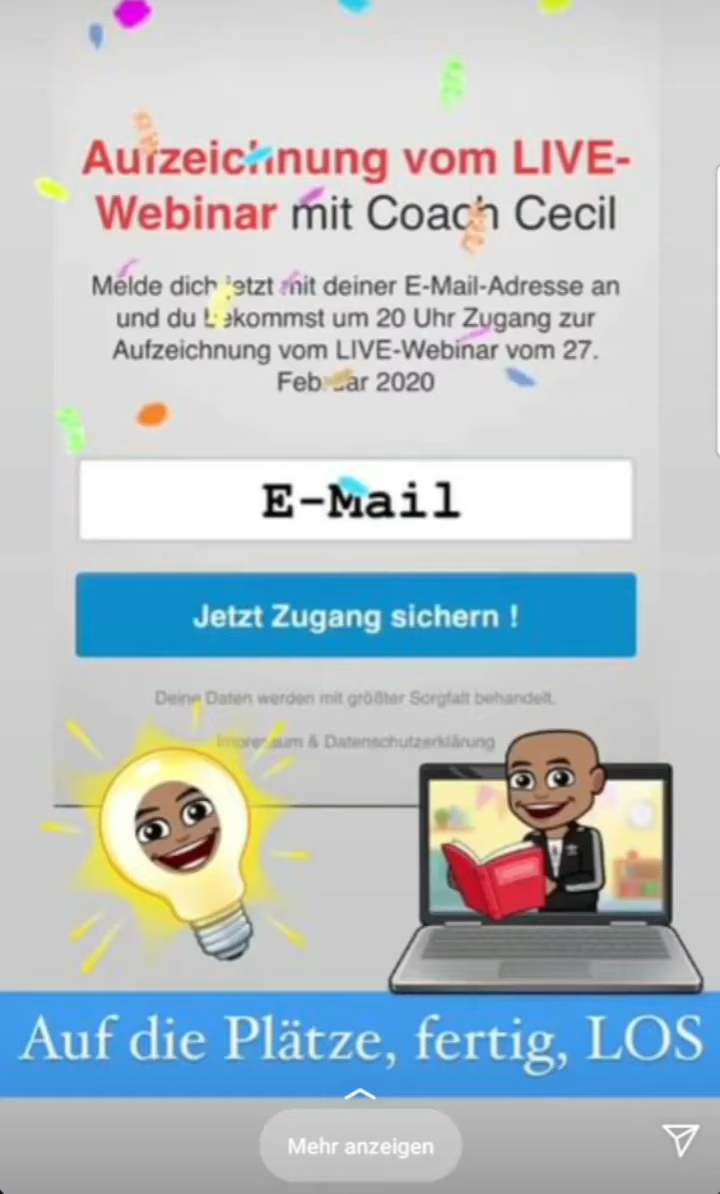 Aufzeichnung vom LIVE-
Webinar mit Coach Cecil
Melde dich jetzt mit deiner E-Mail-Adresse an
und du bekommst um 20 Uhr Zugang zur
Aufzeichnung vom LIVE-Webinar vom 27.
Februar 2020
E-Mail
Jetzt Zugang sichern !
Deine Daten werden mit größter Sorgfalt behandelt.
Impressum & Datenschutzerklärung
Auf die Plätze, fertig, LOS
Mehr anzeigen